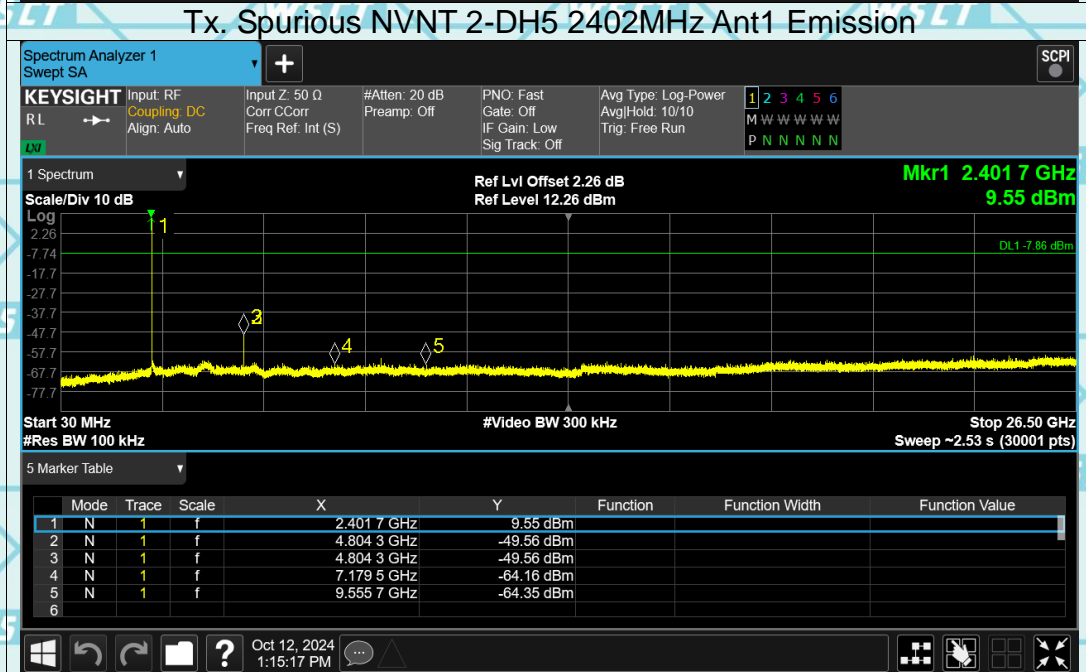 Tx. Spurious NVNT 2-DH5 2402MHz Ant1 Emission
Spectrum Analyzer 1
Swept SA
+
SCPI
KEYSIGHT
RL
LXI
Input: RF
Coupling: DC
Align: Auto
Input Z: 50 Ω
Corr CCorr
Freq Ref: Int (S)
#Atten: 20 dB
Preamp: Off
PNO: Fast
Gate: Off
IF Gain: Low
Sig Track: Off
Avg Type: Log-Power
Avg|Hold: 10/10
Trig: Free Run
1 2 3 4 5 6
M W W W W W
P N N N N N
1 Spectrum
Ref Lvl Offset 2.26 dB
Mkr1 2.401 7 GHz
Scale/Div 10 dB
Ref Level 12.26 dBm
9.55 dBm
Log
2.26
-7.74
-17.7
-27.7
-37.7
-47.7
-57.7
-67.7
-77.7
DL1 -7.86 dBm
1
3
4
5
Start 30 MHz
#Video BW 300 kHz
Stop 26.50 GHz
#Res BW 100 kHz
Sweep ~2.53 s (30001 pts)
5 Marker Table
Mode Trace Scale X Y Function Function Width Function Value
1 N 1 f 2.401 7 GHz 9.55 dBm
2 N 1 f 4.804 3 GHz -49.56 dBm
3 N 1 f 4.804 3 GHz -49.56 dBm
4 N 1 f 7.179 5 GHz -64.16 dBm
5 N 1 f 9.555 7 GHz -64.35 dBm
6
?
Oct 12, 2024
1:15:17 PM